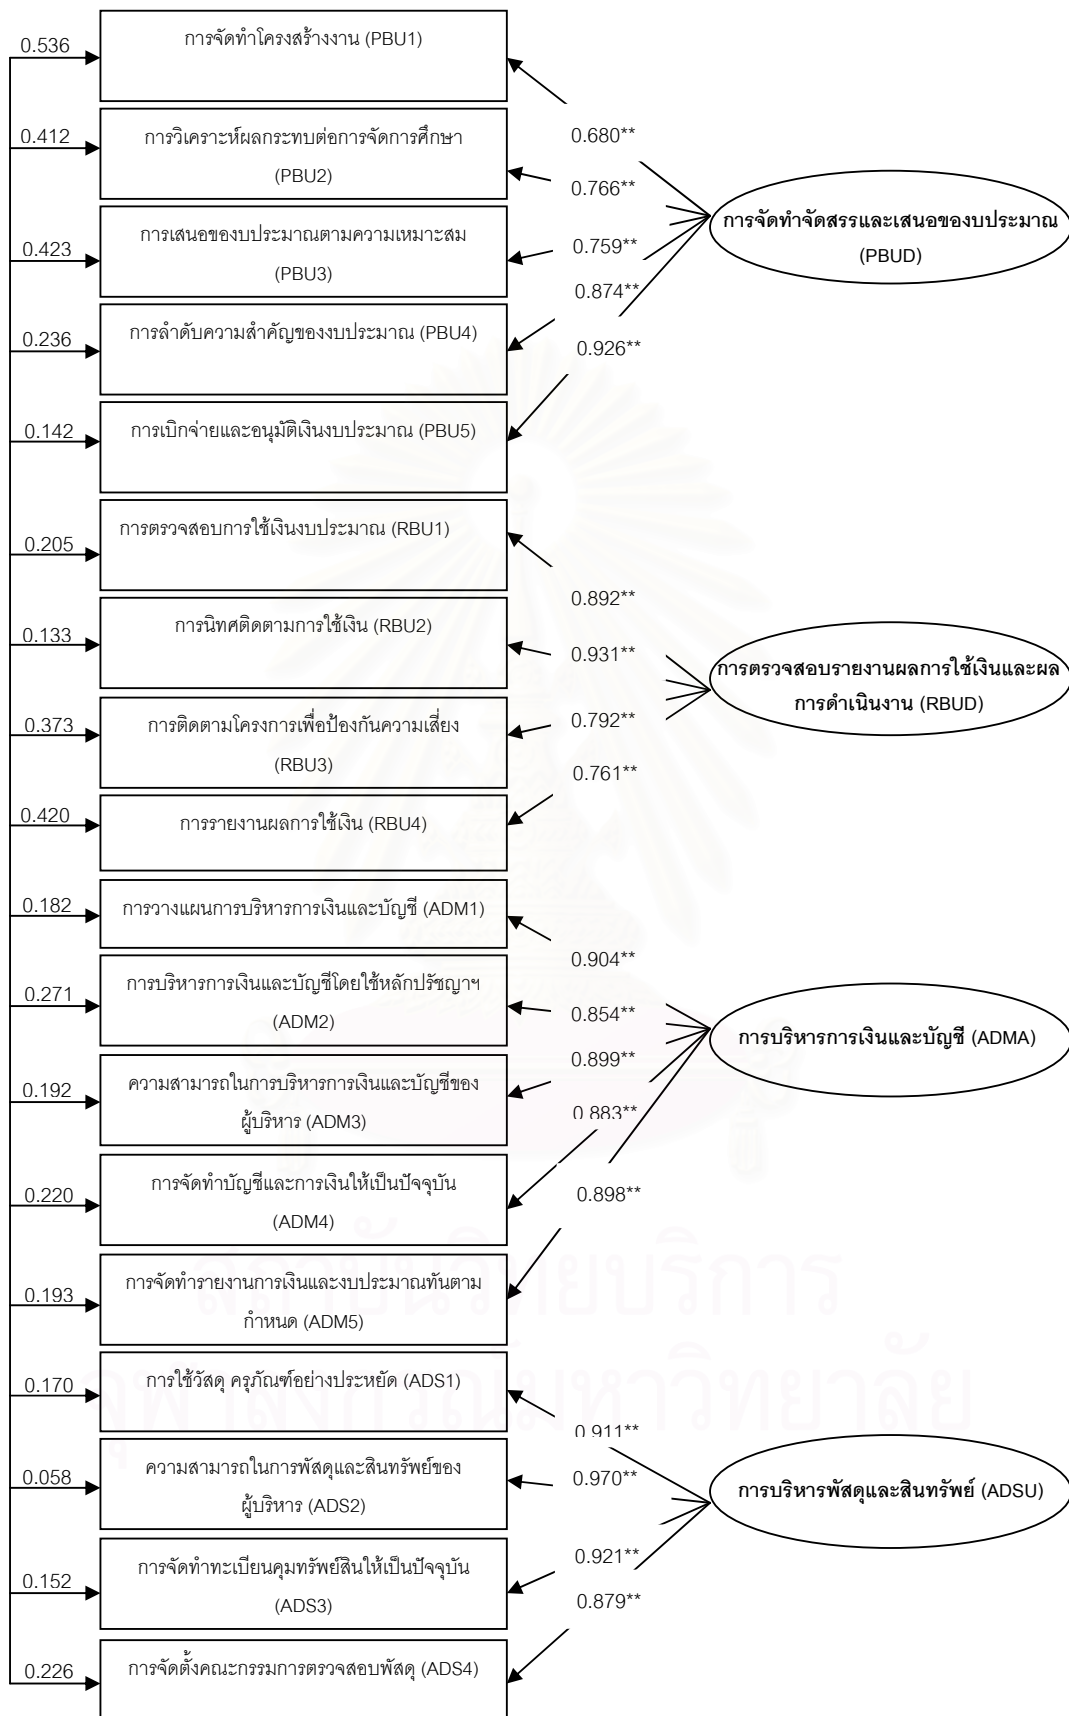 0.536
การจัดทำโครงสร้างงาน (PBU1)
0.412
การวิเคราะห์ผลกระทบต่อการจัดการศึกษา
(PBU2)
0.423
การเสนอของบประมาณตามความเหมาะสม
(PBU3)
0.236
การลำดับความสำคัญของงบประมาณ (PBU4)
0.142
การเบิกจ่ายและอนุมัติเงินงบประมาณ (PBU5)
0.680**
0.766**
0.759**
0.874**
0.926**
การจัดทำจัดสรรและเสนอของบประมาณ
(PBUD)
0.205
การตรวจสอบการใช้เงินงบประมาณ (RBU1)
0.133
การนิทศติดตามการใช้เงิน (RBU2)
0.373
การติดตามโครงการเพื่อป้องกันความเสี่ยง
(RBU3)
0.420
การรายงานผลการใช้เงิน (RBU4)
0.892**
0.931**
0.792**
0.761**
การตรวจสอบรายงานผลการใช้เงินและผล
การดำเนินงาน (RBUD)
0.182
การวางแผนการบริหารการเงินและบัญชี (ADM1)
0.271
การบริหารการเงินและบัญชีโดยใช้หลักปรัชญาฯ
(ADM2)
0.192
ความสามารถในการบริหารการเงินและบัญชีของ
ผู้บริหาร (ADM3)
0.220
การจัดทำบัญชีและการเงินให้เป็นปัจจุบัน
(ADM4)
0.193
การจัดทำรายงานการเงินและงบประมาณทันตาม
กำหนด (ADM5)
0.904**
0.854**
0.899**
0.883**
0.898**
การบริหารการเงินและบัญชี (ADMA)
0.170
การใช้วัสดุ ครุภัณฑ์อย่างประหยัด (ADS1)
0.058
ความสามารถในการพัสดุและสินทรัพย์ของ
ผู้บริหาร (ADS2)
0.152
การจัดทำทะเบียนคุมทรัพย์สินให้เป็นปัจจุบัน
(ADS3)
0.226
การจัดตั้งคณะกรรมการตรวจสอบพัสดุ (ADS4)
0.911**
0.970**
0.921**
0.879**
การบริหารพัสดุและสินทรัพย์ (ADSU)
สถาบันวิทยบริการ
จุฬาลงกรณ์มหาวิทยาลัย